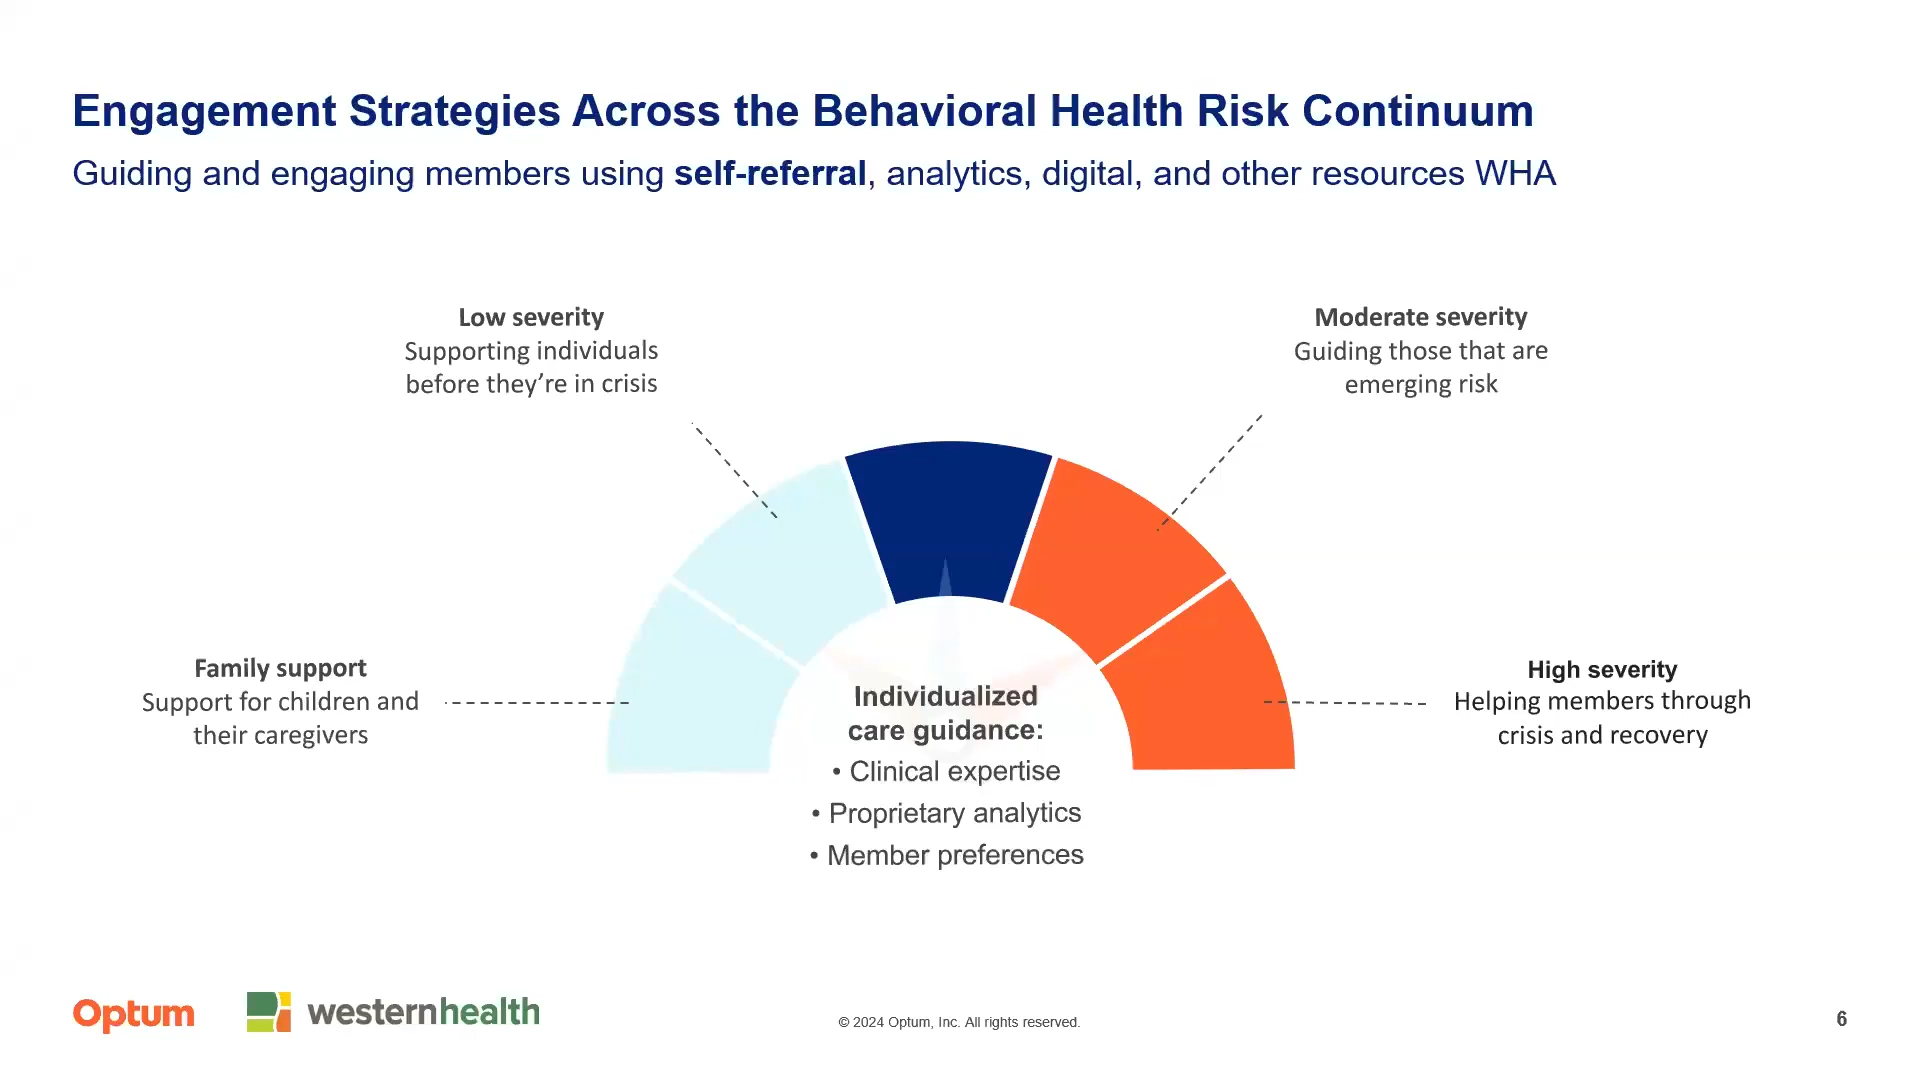 Engagement Strategies Across the Behavioral Health Risk Continuum
Guiding and engaging members using self-referral, analytics, digital, and other resources WHA
Low severity
Supporting individuals
before they’re in crisis
Moderate severity
Guiding those that are
emerging risk
Family support
Support for children and
their caregivers
Individualized
care guidance:
• Clinical expertise
• Proprietary analytics
• Member preferences
High severity
Helping members through
crisis and recovery
Optum
westernhealth
© 2024 Optum, Inc. All rights reserved.
6